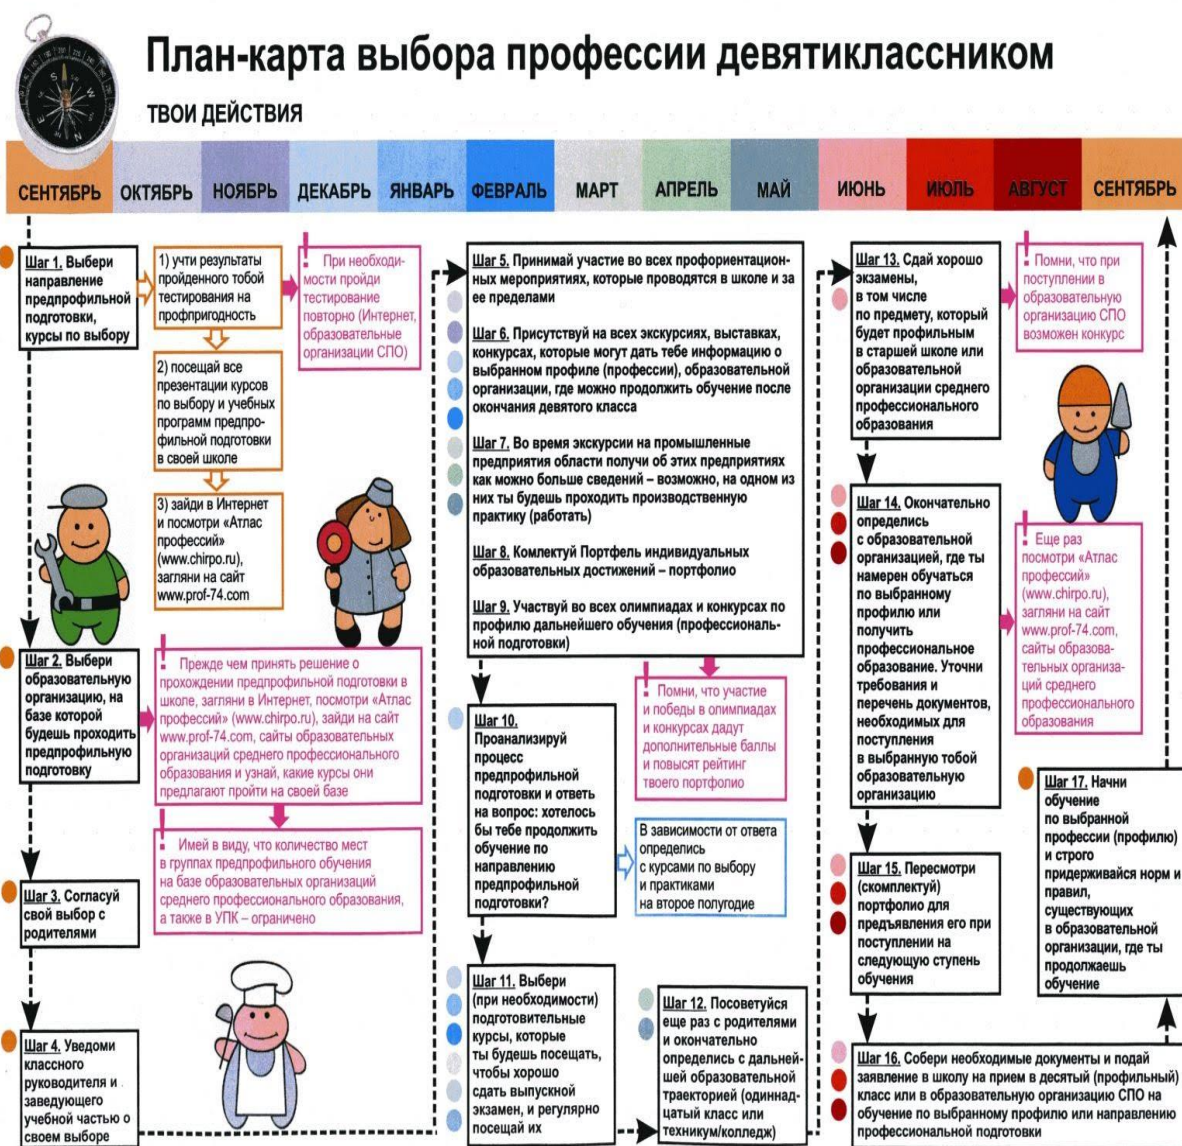 План-карта выбора профессии девятиклассником
ТВОИ ДЕЙСТВИЯ
СЕНТЯБРЬ
ОКТЯБРЬ
НОЯБРЬ
ДЕКАБРЬ
ЯНВАРЬ
ФЕВРАЛЬ
МАРТ
АПРЕЛЬ
МАЙ
ИЮНЬ
ИЮЛЬ
АВГУСТ
СЕНТЯБРЬ
Шаг 1. Выбери
направление
предпрофильной
подготовки,
курсы по выбору
1) учти результаты
пройденного тобой
тестирования на
профпригодность
! При необходи-
мости пройди
тестирование
повторно (Интернет,
образовательные
организации СПО)
2) посещай все
презентации курсов
по выбору и учебных
программ предпро-
фильной подготовки
в своей школе
3) зайди в Интернет
и посмотри «Атлас
профессий»
(www.chirpo.ru),
загляни на сайт
www.prof-74.com
Шаг 2. Выбери
образовательную
организацию, на
базе которой
будешь проходить
предпрофильную
подготовку
! Прежде чем принять решение о
прохождении предпрофильной подготовки в
школе, загляни в Интернет, посмотри «Атлас
профессий» (www.chirpo.ru), зайди на сайт
www.prof-74.com, сайты образовательных
организаций среднего профессионального
образования и узнай, какие курсы они
предлагают пройти на своей базе
! Имей в виду, что количество мест
в группах предпрофильного обучения
на базе образовательных организаций
среднего профессионального образования,
а также в УПК – ограничено
Шаг 3. Согласуй
свой выбор с
родителями
Шаг 4. Уведоми
классного
руководителя и
заведующего
учебной частью о
своем выборе
Шаг 5. Принимай участие во всех профориентацион-
ных мероприятиях, которые проводятся в школе и за
ее пределами
Шаг 6. Присутствуй на всех экскурсиях, выставках,
конкурсах, которые могут дать тебе информацию о
выбранном профиле (профессии), образовательной
организации, где можно продолжить обучение после
окончания девятого класса
Шаг 7. Во время экскурсии на промышленные
предприятия области получи об этих предприятиях
как можно больше сведений – возможно, на одном из
них ты будешь проходить производственную
практику (работать)
Шаг 8. Комлектуй Портфель индивидуальных
образовательных достижений – портфолио
Шаг 9. Участвуй во всех олимпиадах и конкурсах по
профилю дальнейшего обучения (профессиональ-
ной подготовки)
! Помни, что участие
и победы в олимпиадах
и конкурсах дадут
дополнительные баллы
и повысят рейтинг
твоего портфолио
Шаг 10.
Проанализируй
процесс
предпрофильной
подготовки и ответь
на вопрос: хотелось
бы тебе продолжить
обучение по
направлению
предпрофильной
подготовки?
В зависимости от ответа
определись
с курсами по выбору
и практиками
на второе полугодие
Шаг 11. Выбери
(при необходимости)
подготовительные
курсы, которые
ты будешь посещать,
чтобы хорошо
сдать выпускной
экзамен, и регулярно
посещай их
Шаг 12. Посоветуйся
еще раз с родителями
и окончательно
определись с дальней-
шей образовательной
траекторией (одиннад-
цатый класс или
техникум/колледж)
Шаг 13. Сдай хорошо
экзамены,
в том числе
по предмету, который
будет профильным
в старшей школе или
образовательной
организации среднего
профессионального
образования
! Помни, что при
поступлении в
образовательную
организацию СПО
возможен конкурс
Шаг 14. Окончательно
определись
с образовательной
организацией, где ты
намерен обучаться
по выбранному
профилю или
получить
профессиональное
образование. Уточни
требования и
перечень документов,
необходимых для
поступления
в выбранную тобой
образовательную
организацию
! Еще раз
посмотри «Атлас
профессий»
(www.chirpo.ru),
загляни на сайт
www.prof-74.com,
сайты образова-
тельных организа-
ций среднего
профессионального
образования
Шаг 15. Пересмотри
(скомплектуй)
портфолио для
предъявления его при
поступлении на
следующую ступень
обучения
Шаг 16. Собери необходимые документы и подай
заявление в школу на прием в десятый (профильный)
класс или в образовательную организацию СПО на
обучение по выбранному профилю или направлению
профессиональной подготовки
Шаг 17. Начни
обучение
по выбранной
профессии (профилю)
и строго
придерживайся норм и
правил,
существующих
в образовательной
организации, где ты
продолжаешь
обучение